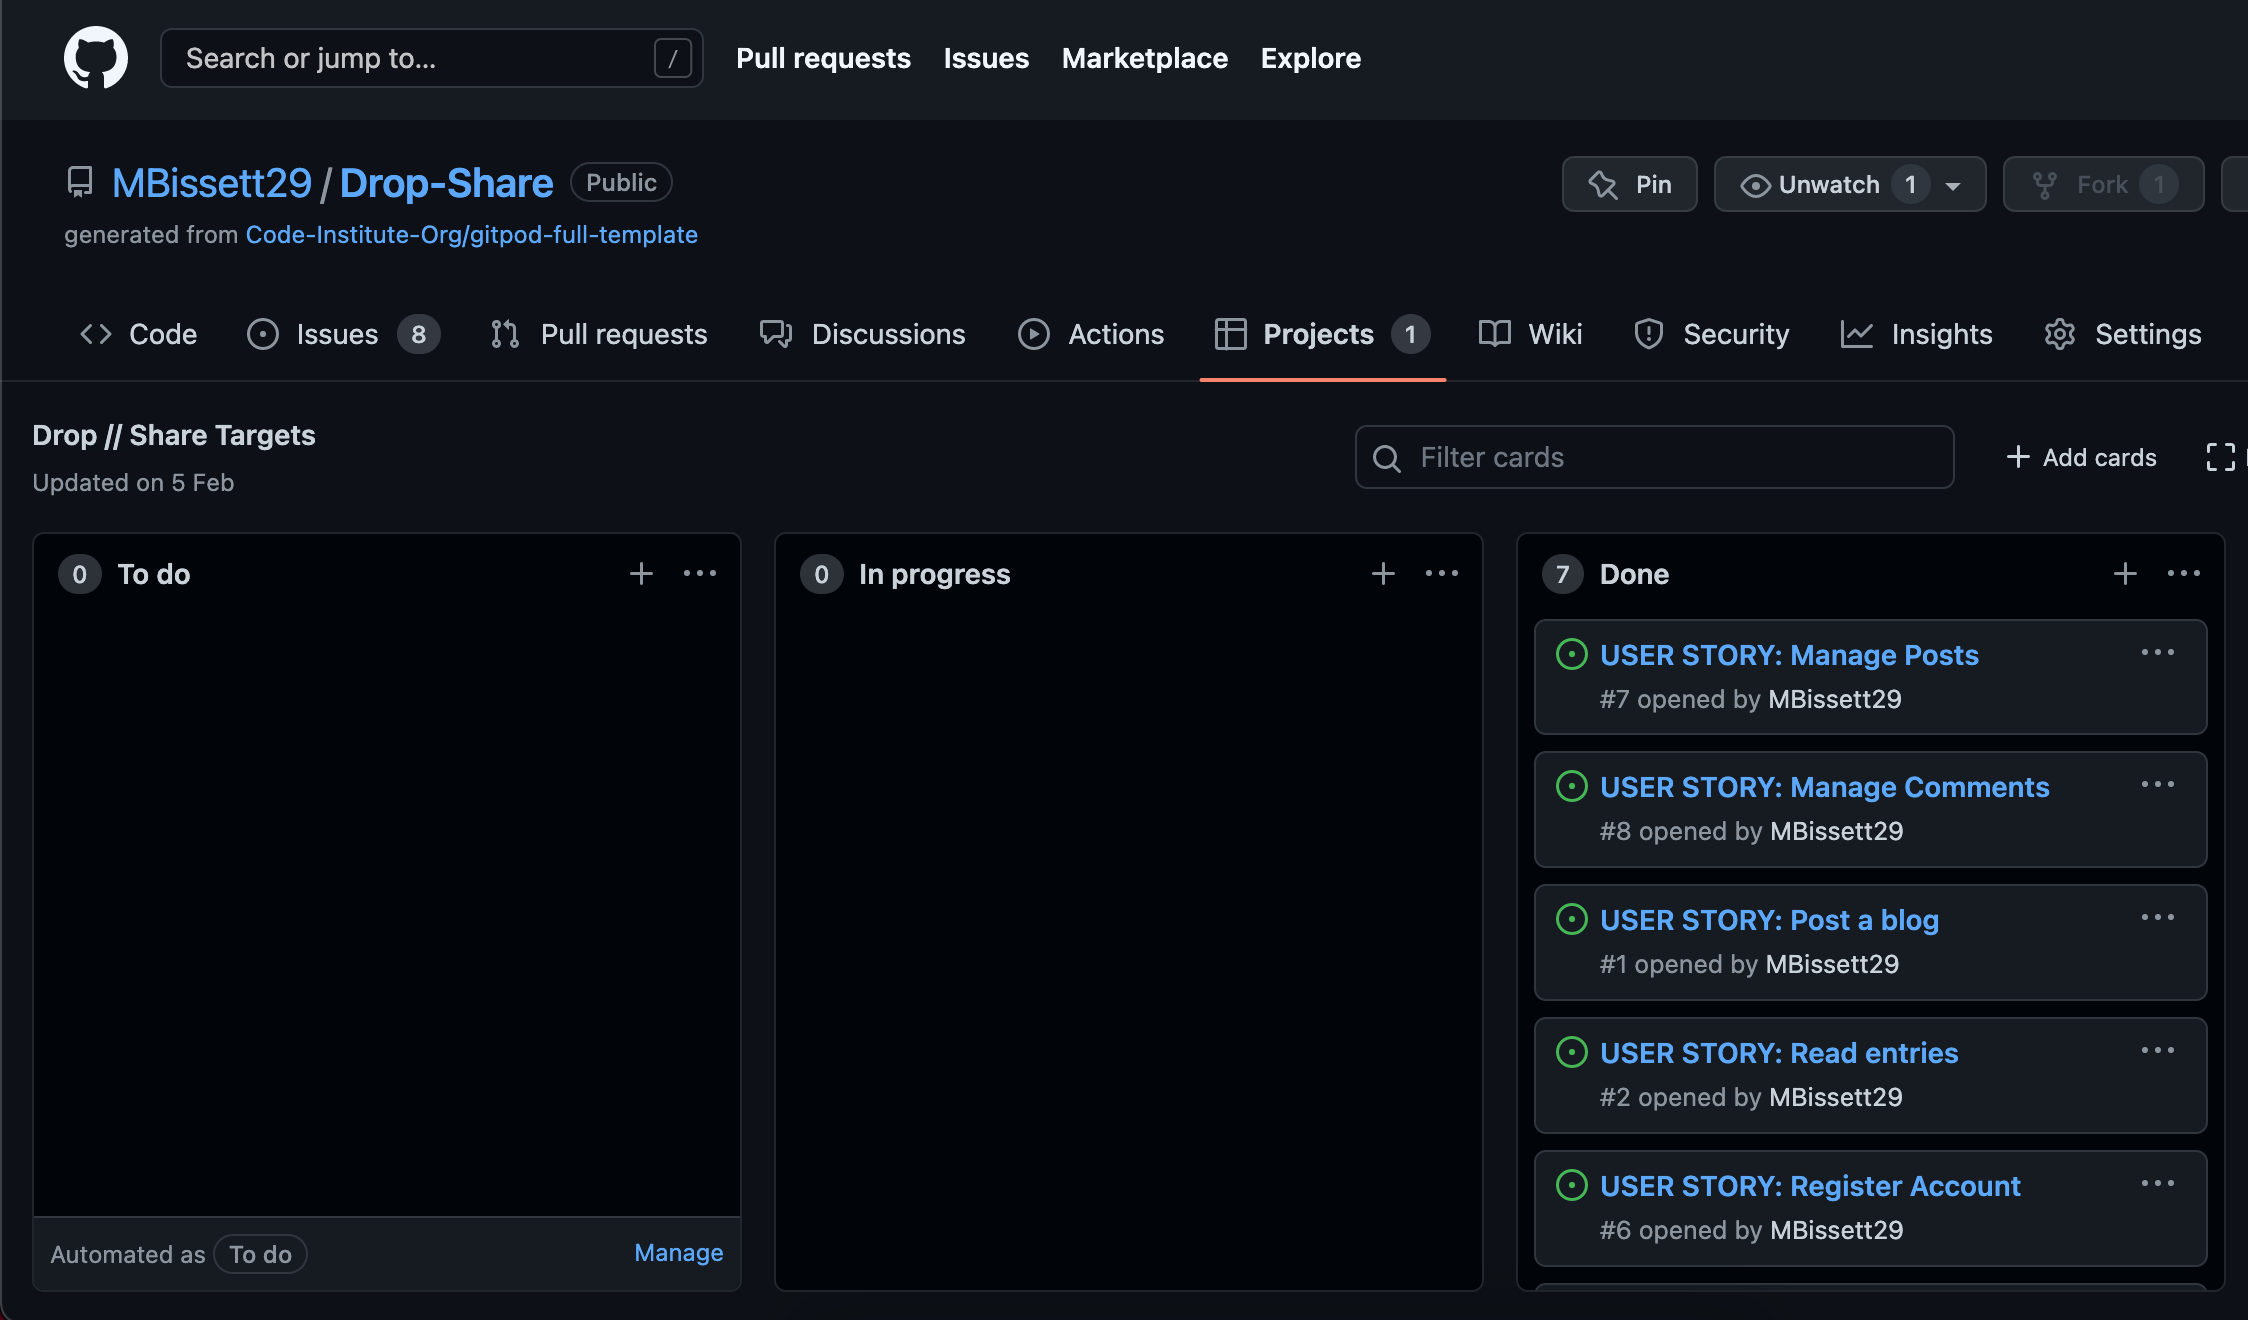 Search or jump to... /
Pull requests Issues Marketplace Explore
MBissett29 / Drop-Share Public
Pin
Unwatch 1
Fork 1
generated from Code-Institute-Org/gitpod-full-template
Code
Issues 8
Pull requests
Discussions
Actions
Projects 1
Wiki
Security
Insights
Settings
Drop // Share Targets
Updated on 5 Feb
Filter cards
+ Add cards
0 To do
Automated as To do
Manage
0 In progress
7 Done
USER STORY: Manage Posts
#7 opened by MBissett29
USER STORY: Manage Comments
#8 opened by MBissett29
USER STORY: Post a blog
#1 opened by MBissett29
USER STORY: Read entries
#2 opened by MBissett29
USER STORY: Register Account
#6 opened by MBissett29